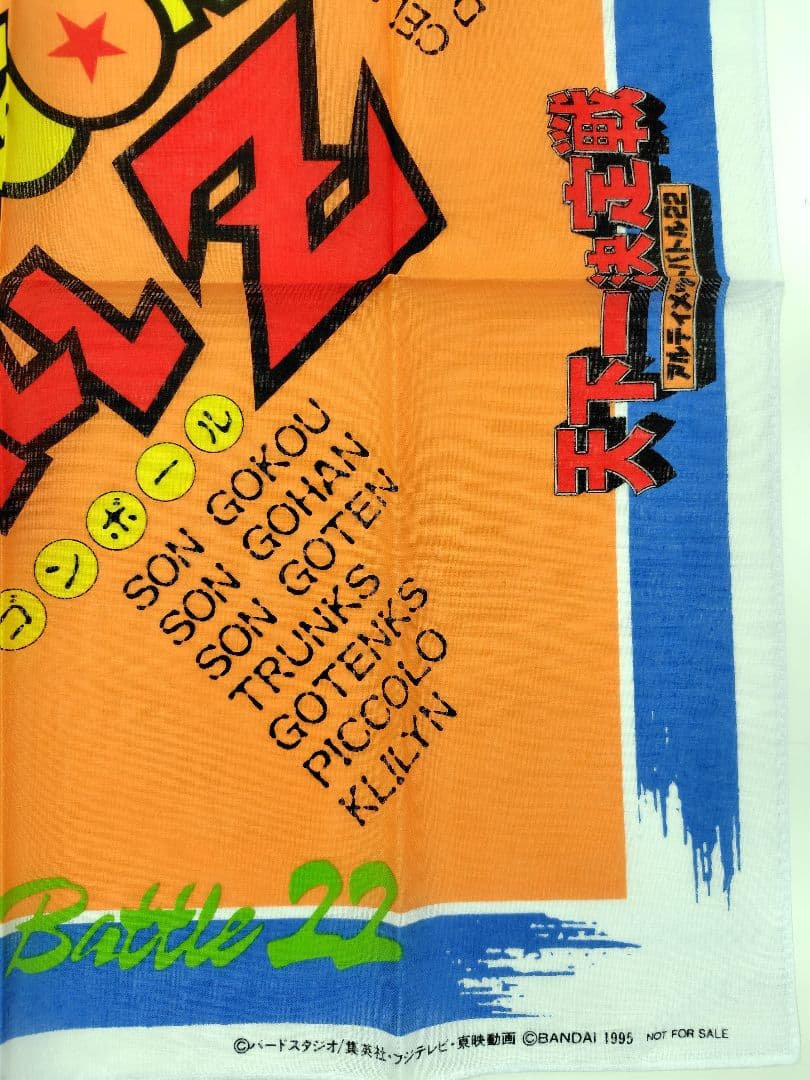 Z
天下一決定戦
アルティメットバトル22
ゴンボール
SON GOKOU
SON GOHAN
SON GOTEN
TRUNKS
GOTENKS
PICCOLO
KLILYN
Battle 22
©バードスタジオ/集英社・フジテレビ・東映動画 ©BANDAI 1995 NOT FOR SALE